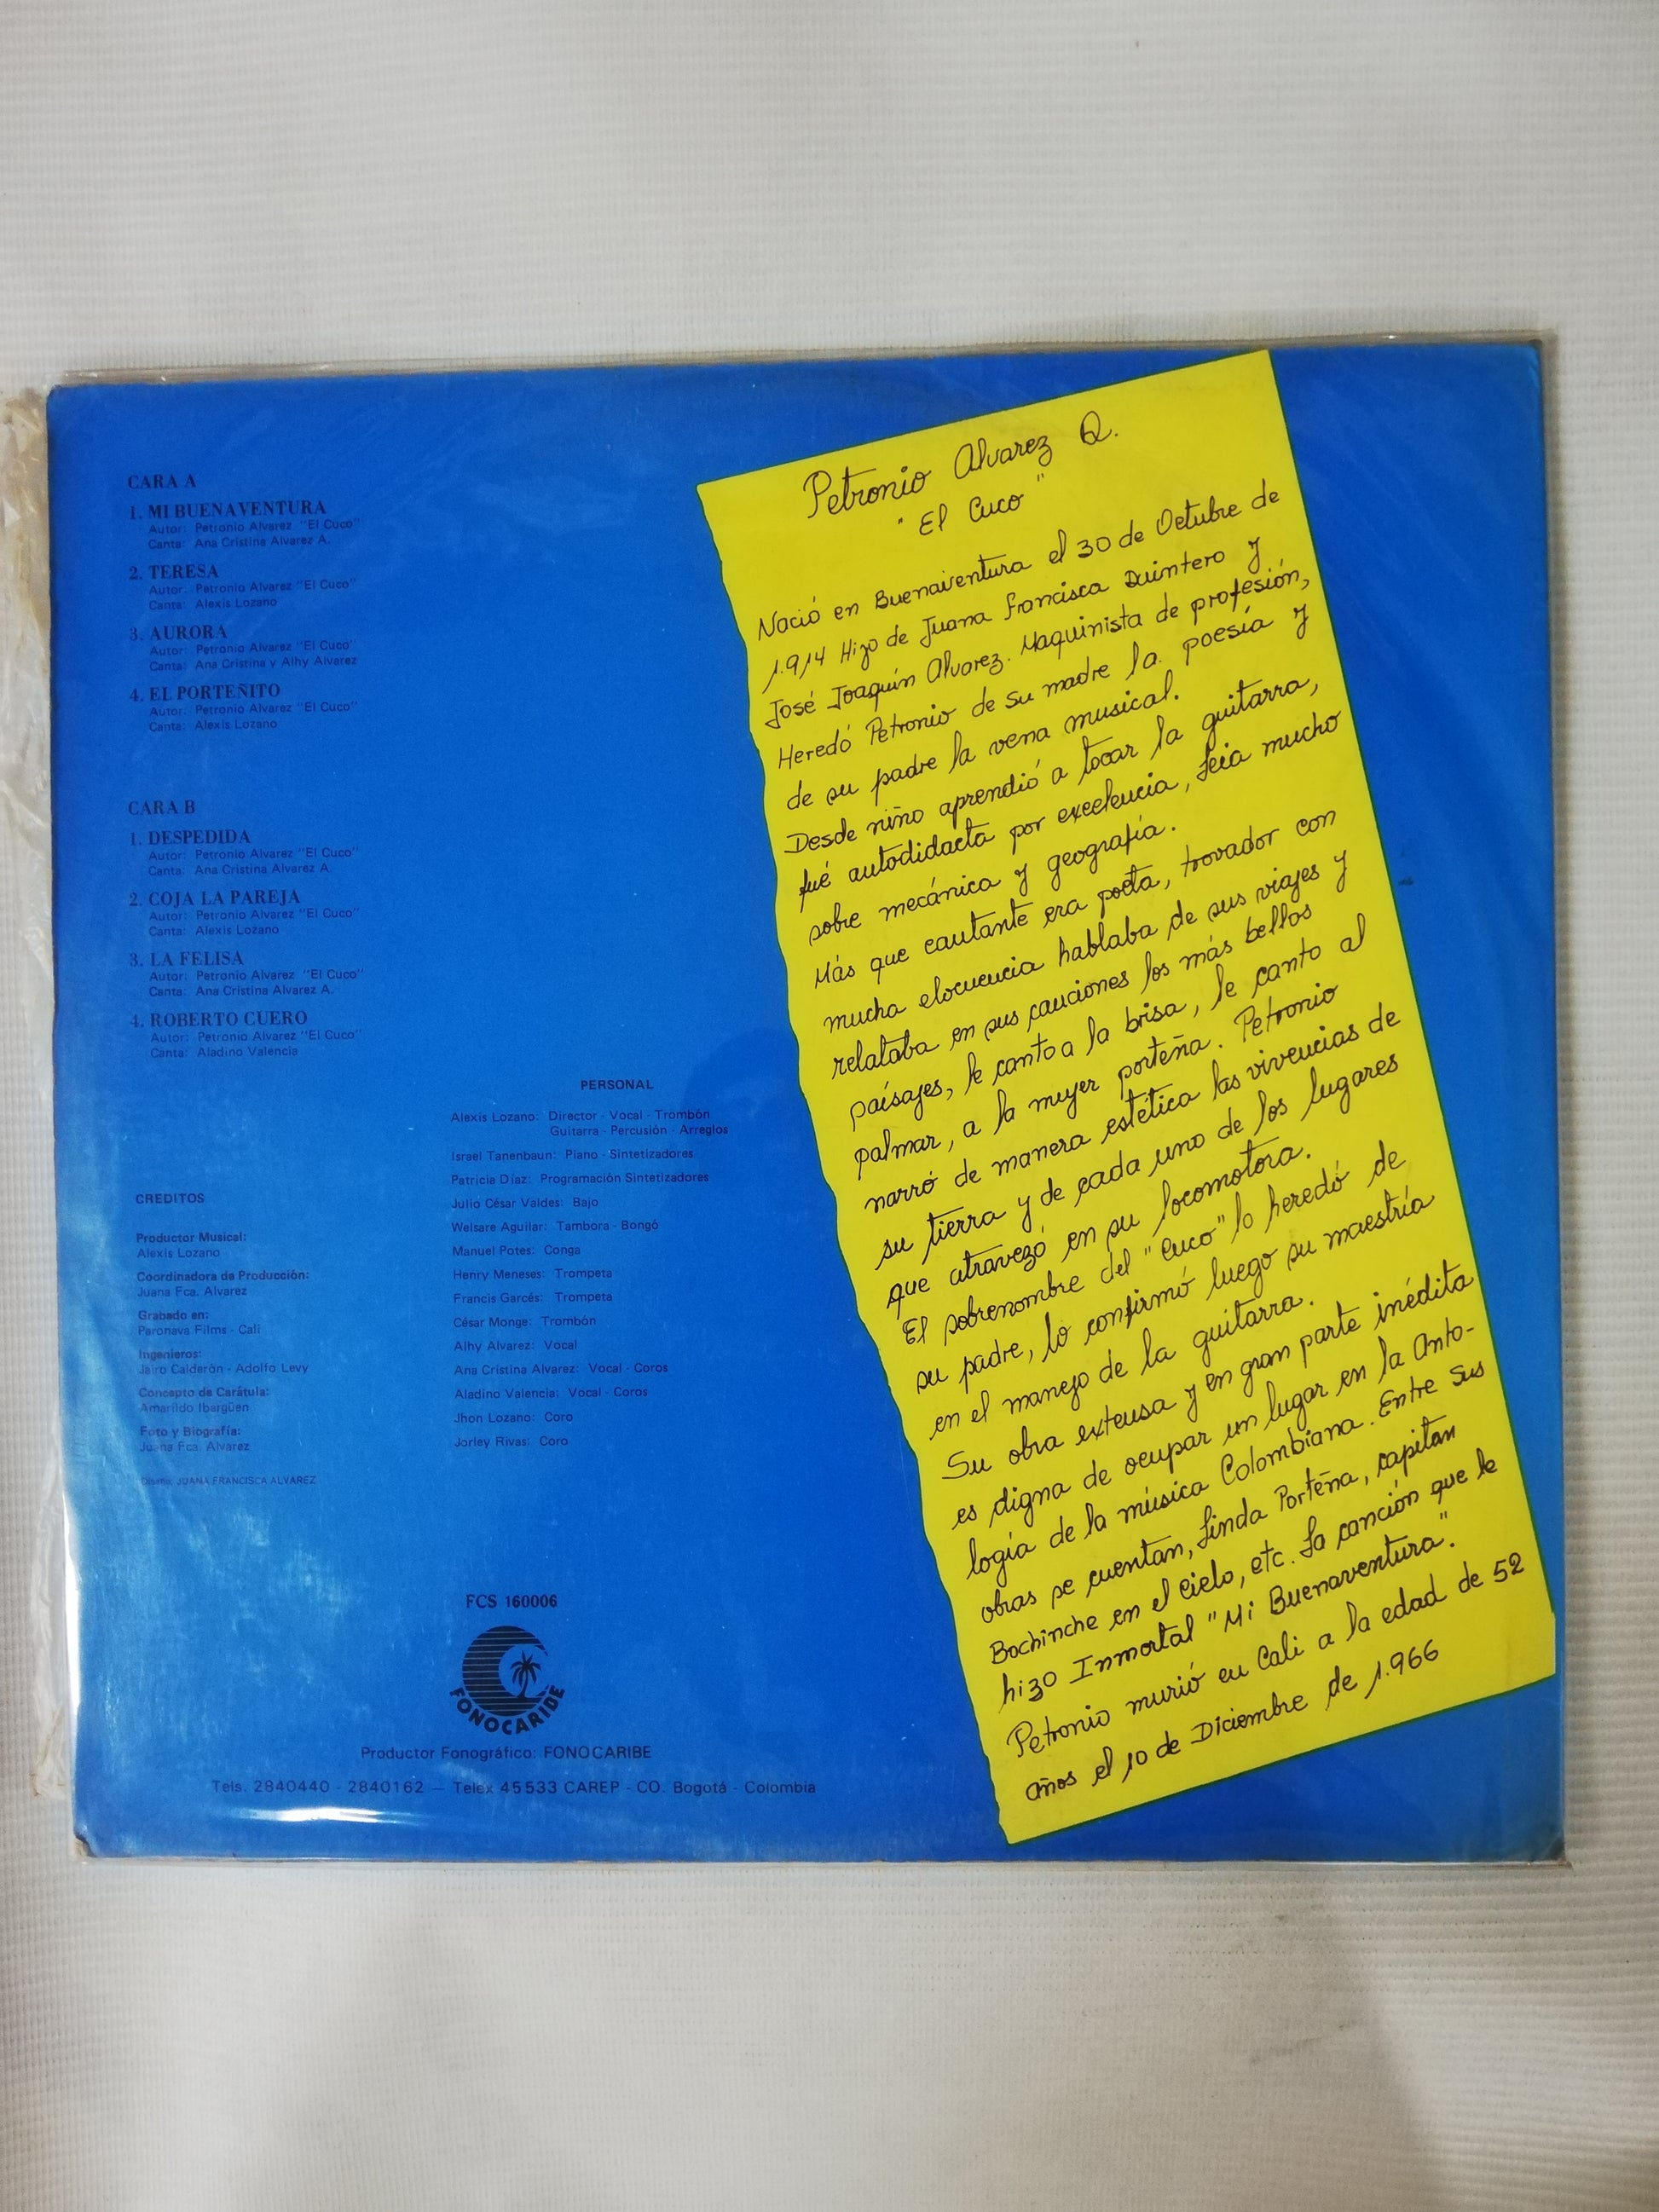 CARA A
1. MI BUENAVENTURA
Autor: Petronio Alvarez "El Cuco"
Canta: Ana Cristina Alvarez A.
2. TERESA
Autor: Petronio Alvarez "El Cuco"
Canta: Alexis Lozano
3. AURORA
Autor: Petronio Alvarez "El Cuco"
Canta: Ana Cristina y Alhy Alvarez
4. EL PORTEÑITO
Autor: Petronio Alvarez "El Cuco"
Canta: Alexis Lozano
CARA B
1. DESPEDIDA
Autor: Petronio Alvarez "El Cuco"
Canta: Ana Cristina Alvarez A.
2. COJA LA PAREJA
Autor: Petronio Alvarez "El Cuco"
Canta: Alexis Lozano
3. LA FELISA
Autor: Petronio Alvarez "El Cuco"
Canta: Ana Cristina Alvarez A.
4. ROBERTO CUERO
Autor: Petronio Alvarez "El Cuco"
Canta: Aladino Valencia
CREDITOS
Productor Musical:
Alexis Lozano
Coordinadora de Producción:
Juana Fca. Alvarez
Grabado en:
Paronava Films - Cali
Ingenieros:
Jairo Calderón - Adolfo Levy
Concepto de Carátula:
Amarildo Ibargüen
Foto y Biografía:
Juana Fca. Alvarez
JUANA FRANCISCA ALVAREZ
PERSONAL
Alexis Lozano: Director - Vocal - Trombón
Guitarra - Percusión - Arreglos
Israel Tanenbaun: Piano - Sintetizadores
Patricia Díaz: Programación Sintetizadores
Julio César Valdes: Bajo
Welsare Aguilar: Tambora - Bongó
Manuel Potes: Conga
Henry Meneses: Trompeta
Francis Garcés: Trompeta
César Monge: Trombón
Alhy Alvarez: Vocal
Ana Cristina Alvarez: Vocal - Coros
Aladino Valencia: Vocal - Coros
Jhon Lozano: Coro
Jorley Rivas: Coro
FCS 160006
FONOCARIBE
Productor Fonográfico: FONOCARIBE
Tels. 2840440 - 2840162 — Telex 45533 CAREP - CO. Bogotá - Colombia
Petronio Alvarez Q.
"El Cuco"
Nació en Buenaventura el 30 de Octubre de
1.914 Hijo de Juana Francisca Quintero y
José Joaquín Alvarez. Maquinista de profesión,
Heredó Petronio de su madre la poesía y
de su padre la vena musical.
Desde niño aprendió a tocar la guitarra,
fué autodidacta por excelencia, leia mucho
sobre mecánica y geografía.
Más que cantante era poeta, trovador con
mucha elocuencia hablaba de sus viajes y
relataba en sus canciones los más bellos
paísajes, le canto a la brisa, le canto al
palmar, a la mujer porteña. Petronio
narró de manera estética las vivencias de
su tierra y de cada uno de los lugares
que atravezó en su locomotora.
El sobrenombre del "Cuco" lo heredó de
su padre, lo confirmó luego su maestría
en el manejo de la guitarra.
Su obra extensa y en gran parte inédita
es digna de ocupar un lugar en la Anto-
logía de la música Colombiana. Entre sus
obras se cuentan, Linda Porteña, capitan
Bochinche en el cielo, etc. La canción que le
hizo Inmortal "Mi Buenaventura".
Petronio murió en Cali a la edad de 52
años el 10 de Diciembre de 1.966